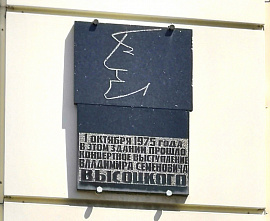 1 ОКТЯБРЯ 1975 ГОДА
В ЭТОМ ЗДАНИИ ПРОШЛО
КОНЦЕРТНОЕ ВЫСТУПЛЕНИЕ
ВЛАДИМИРА СЕМЕНОВИЧА
ВЫСОЦКОГО